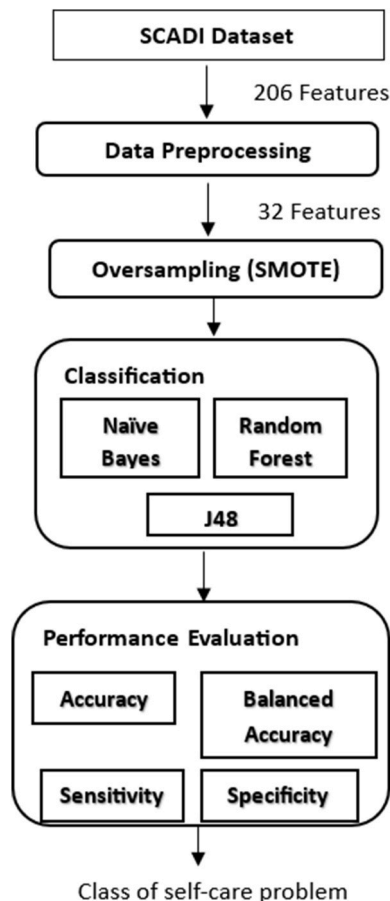 SCADI Dataset
206 Features
Data Preprocessing
32 Features
Oversampling (SMOTE)
Classification
Naïve
Bayes
Random
Forest
J48
Performance Evaluation
Accuracy
Balanced
Accuracy
Sensitivity
Specificity
Class of self-care problem